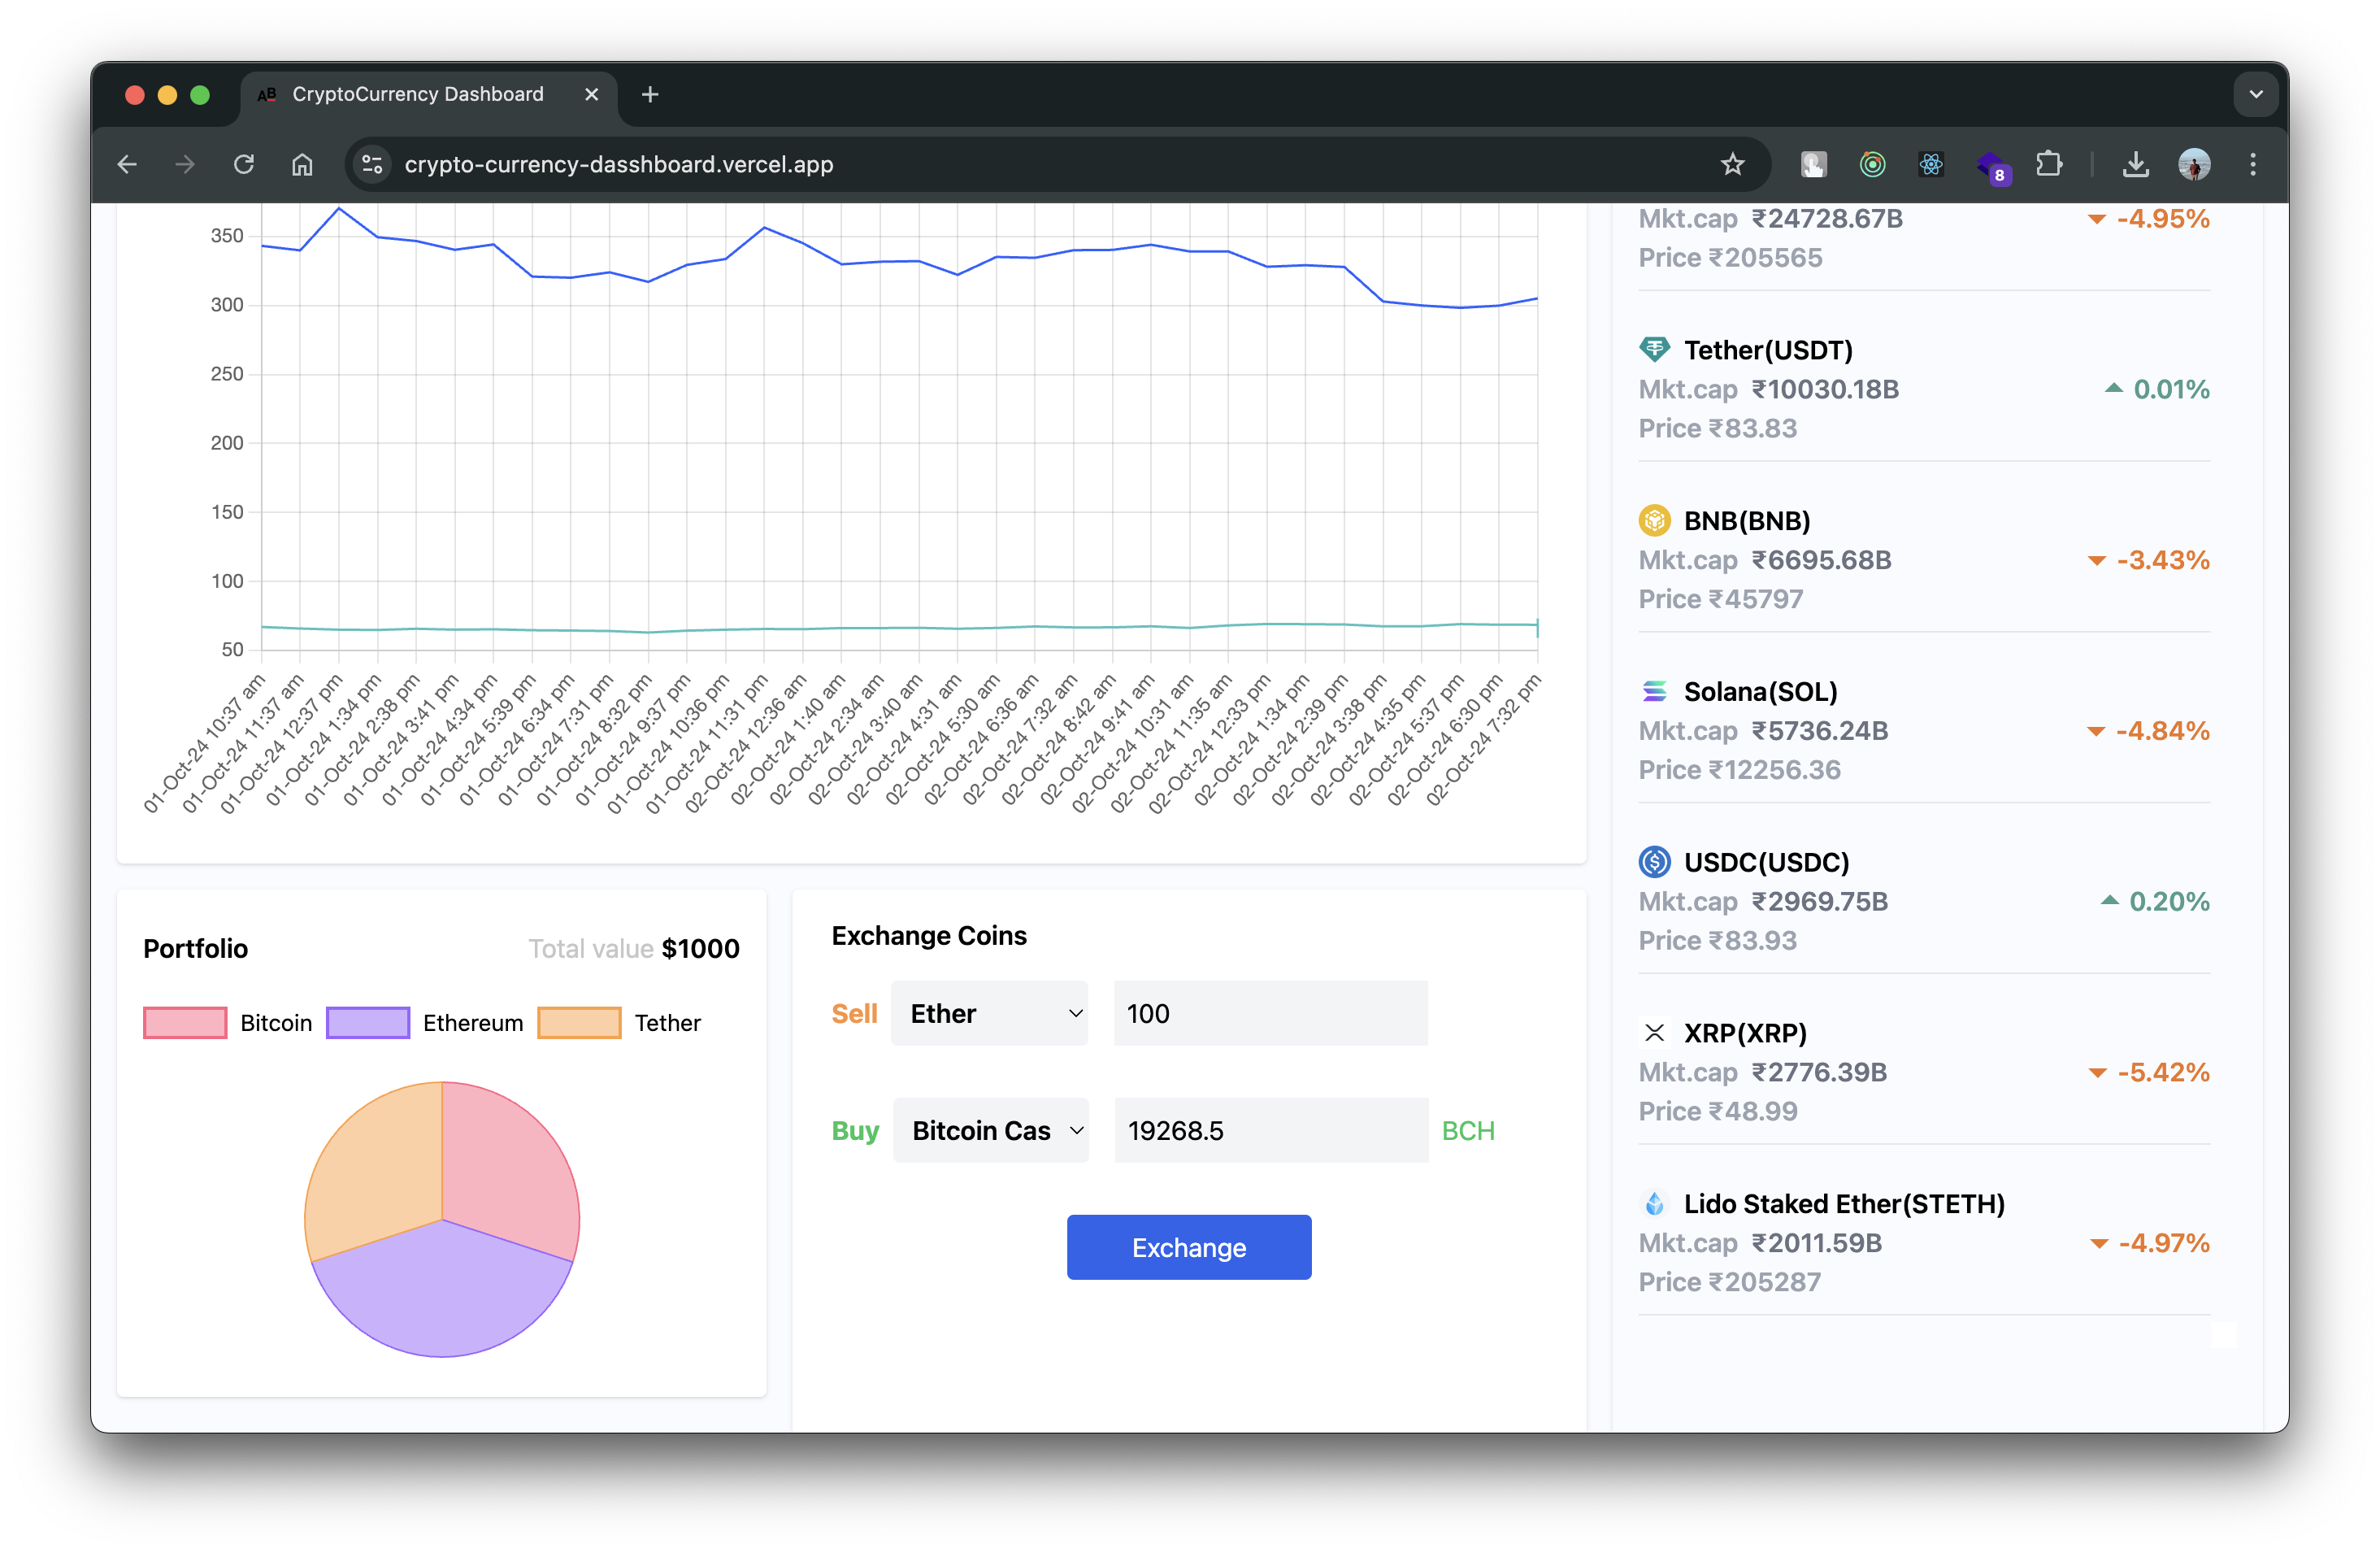 AB CryptoCurrency Dashboard
crypto-currency-dasshboard.vercel.app
8
350
300
250
200
150
100
50
01-Oct-24 10:37 am
01-Oct-24 11:37 am
01-Oct-24 12:37 pm
01-Oct-24 1:34 pm
01-Oct-24 2:38 pm
01-Oct-24 3:41 pm
01-Oct-24 4:34 pm
01-Oct-24 5:39 pm
01-Oct-24 6:34 pm
01-Oct-24 7:31 pm
01-Oct-24 8:32 pm
01-Oct-24 9:37 pm
01-Oct-24 10:36 pm
01-Oct-24 11:31 pm
02-Oct-24 12:36 am
02-Oct-24 1:40 am
02-Oct-24 2:34 am
02-Oct-24 3:40 am
02-Oct-24 4:31 am
02-Oct-24 5:30 am
02-Oct-24 6:36 am
02-Oct-24 7:32 am
02-Oct-24 8:42 am
02-Oct-24 9:41 am
02-Oct-24 10:31 am
02-Oct-24 11:35 am
02-Oct-24 12:33 pm
02-Oct-24 1:34 pm
02-Oct-24 2:39 pm
02-Oct-24 3:38 pm
02-Oct-24 4:35 pm
02-Oct-24 5:37 pm
02-Oct-24 6:30 pm
02-Oct-24 7:32 pm
Portfolio Total value $1000
Bitcoin Ethereum Tether
Exchange Coins
Sell Ether 100
Buy Bitcoin Cas 19268.5 BCH
Exchange
Mkt.cap ₹24728.67B -4.95%
Price ₹205565
Tether(USDT)
Mkt.cap ₹10030.18B 0.01%
Price ₹83.83
BNB(BNB)
Mkt.cap ₹6695.68B -3.43%
Price ₹45797
Solana(SOL)
Mkt.cap ₹5736.24B -4.84%
Price ₹12256.36
USDC(USDC)
Mkt.cap ₹2969.75B 0.20%
Price ₹83.93
XRP(XRP)
Mkt.cap ₹2776.39B -5.42%
Price ₹48.99
Lido Staked Ether(STETH)
Mkt.cap ₹2011.59B -4.97%
Price ₹205287